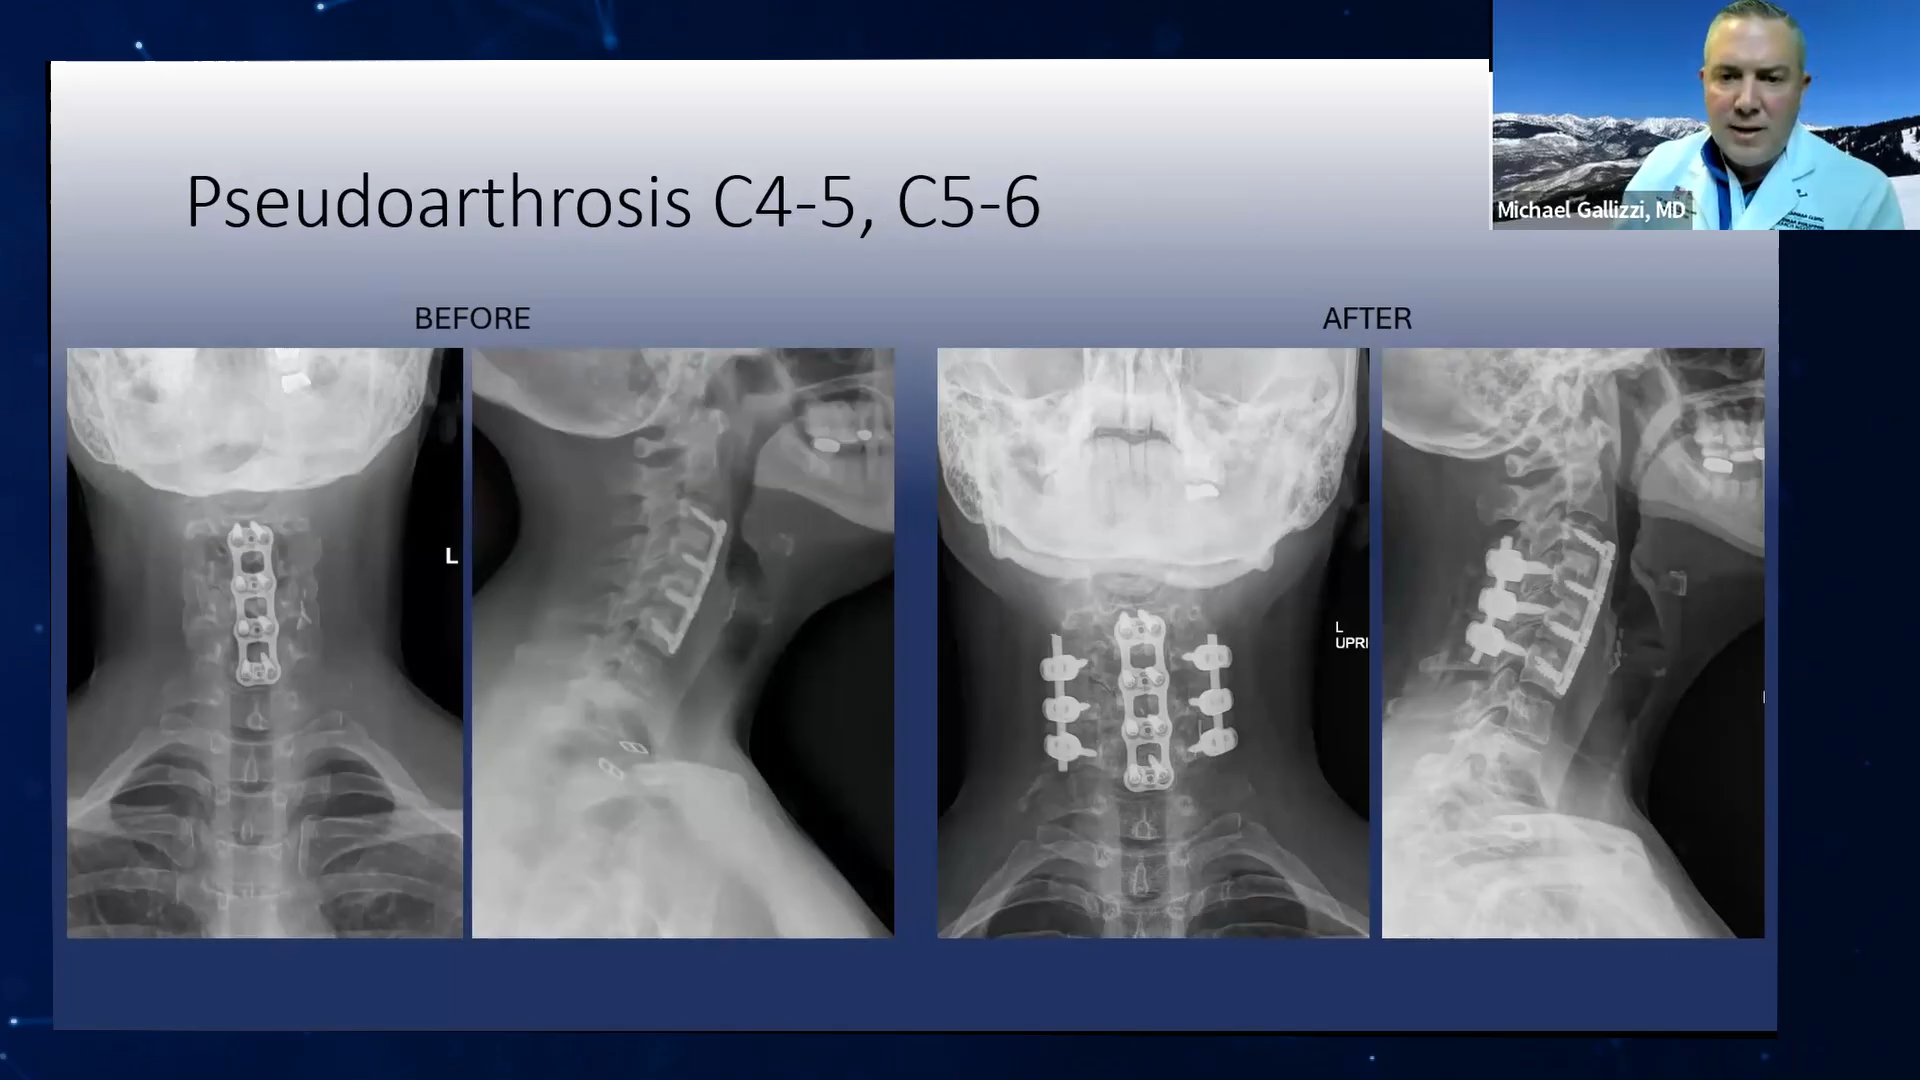 Pseudoarthrosis C4-5, C5-6
Michael Gallizzi, MD
BEFORE
AFTER
L
L
UPRI